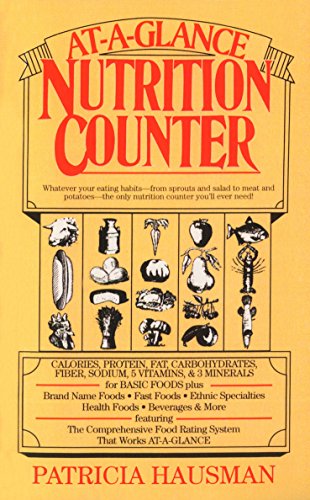 AT-A-GLANCE
NUTRITION
COUNTER
Whatever your eating habits—from sprouts and salad to meat and
potatoes—the only nutrition counter you'll ever need!
CALORIES, PROTEIN, FAT, CARBOHYDRATES,
FIBER, SODIUM, 5 VITAMINS, & 3 MINERALS
for BASIC FOODS plus
Brand Name Foods • Fast Foods • Ethnic Specialties
Health Foods • Beverages & More
featuring
The Comprehensive Food Rating System
That Works AT-A-GLANCE
PATRICIA HAUSMAN